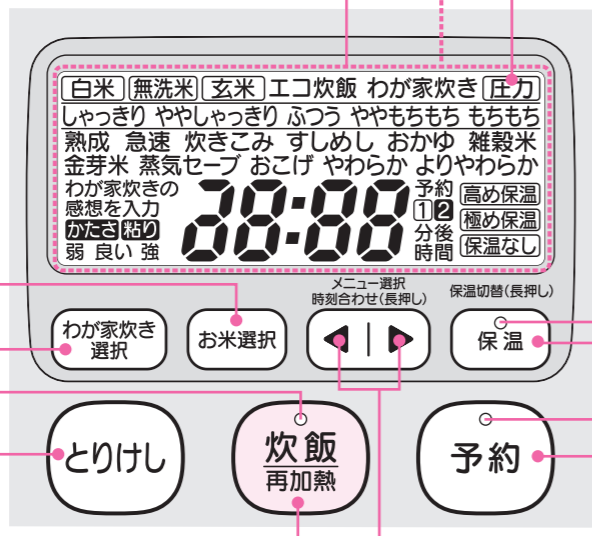 白米 無洗米 玄米 エコ炊飯 わが家炊き 圧力
しゃっきり ややしゃっきり ふつう ややもちもち もちもち
熟成 急速 炊きこみ すしめし おかゆ 雑穀米
金芽米 蒸気セーブ おこげ やわらか よりやわらか
わが家炊きの
感想を入力
かたさ 粘り
弱 良い 強
38:88
予約
1 2
分後
時間
高め保温
極め保温
保温なし
メニュー選択
時刻合わせ(長押し)
保温切替(長押し)
わが家炊き
選択
お米選択
保温
とりけし
炊飯
再加熱
予約